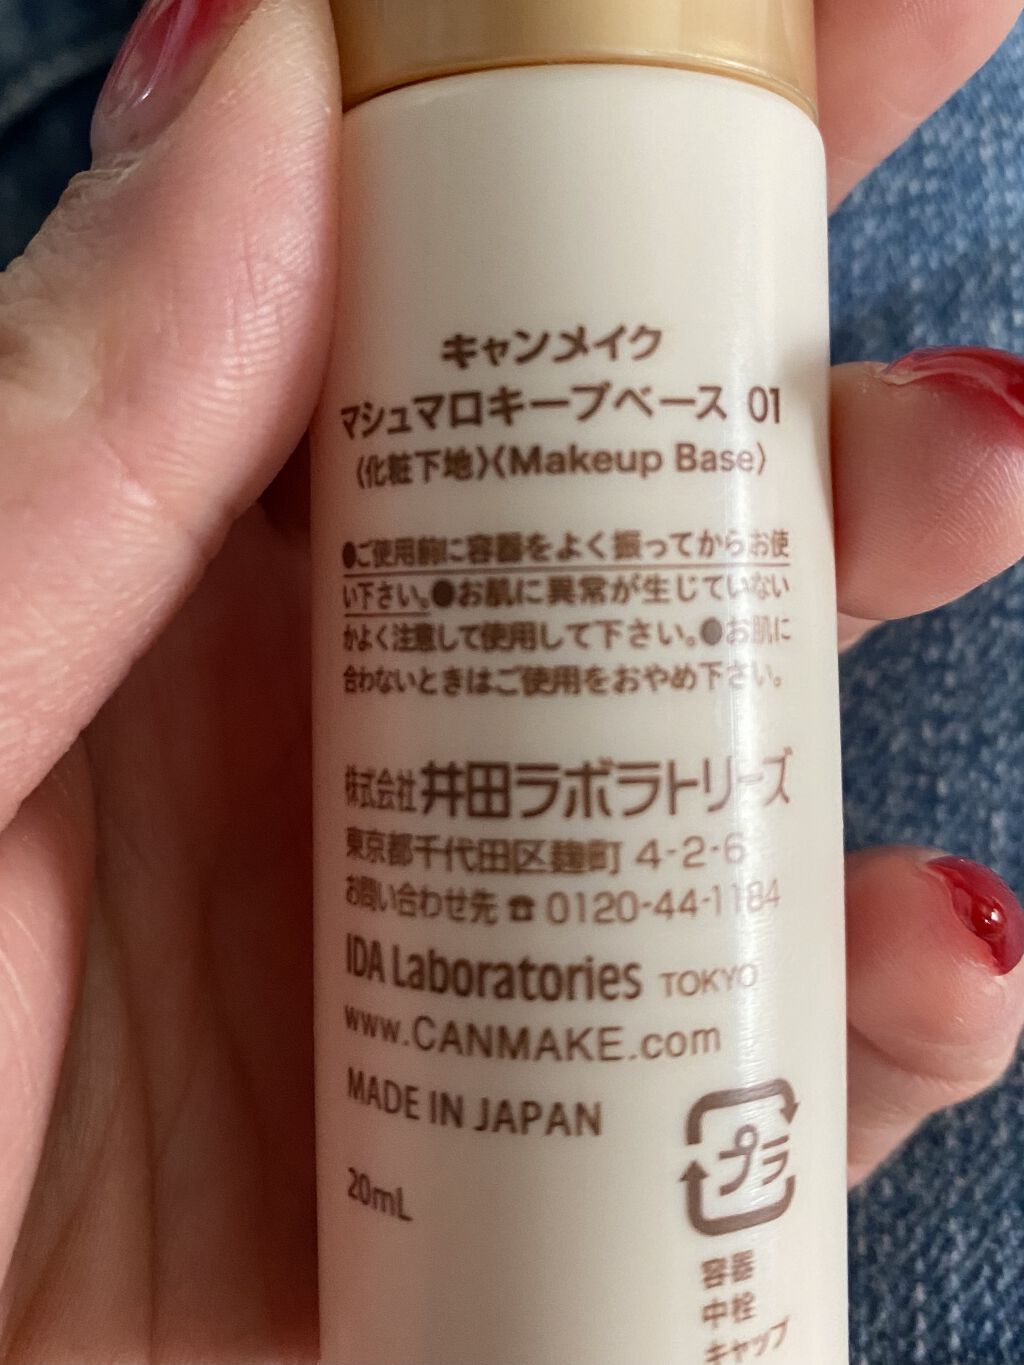 キャンメイク
マシュマロキープベース 01
〈化粧下地〉〈Makeup Base〉
●ご使用前に容器をよく振ってからお使
い下さい。●お肌に異常が生じていない
かよく注意して使用して下さい。●お肌に
合わないときはご使用をおやめ下さい。
株式会社井田ラボラトリーズ
東京都千代田区麹町 4-2-6
お問い合わせ先 ☎ 0120-44-1184
IDA Laboratories TOKYO
www.CANMAKE.com
MADE IN JAPAN
プラ
20mL
容器
中栓
キャップ